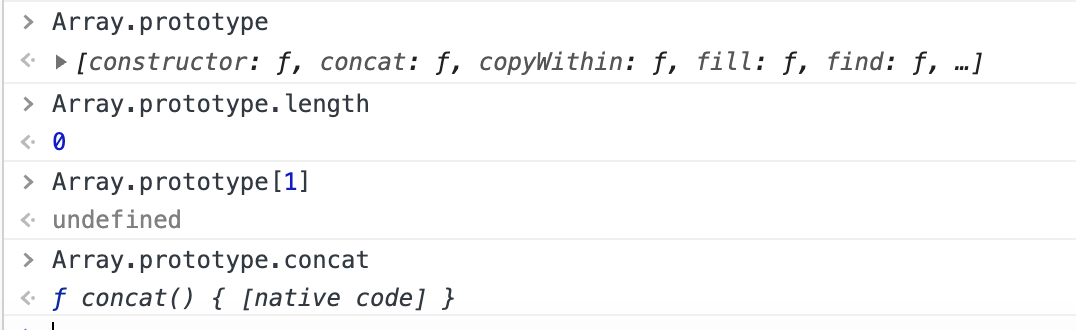 > Array.prototype
<· ▶ [constructor: ƒ, concat: ƒ, copyWithin: ƒ, fill: ƒ, find: ƒ, …]
> Array.prototype.length
<· 0
> Array.prototype[1]
<· undefined
> Array.prototype.concat
<· ƒ concat() { [native code] }